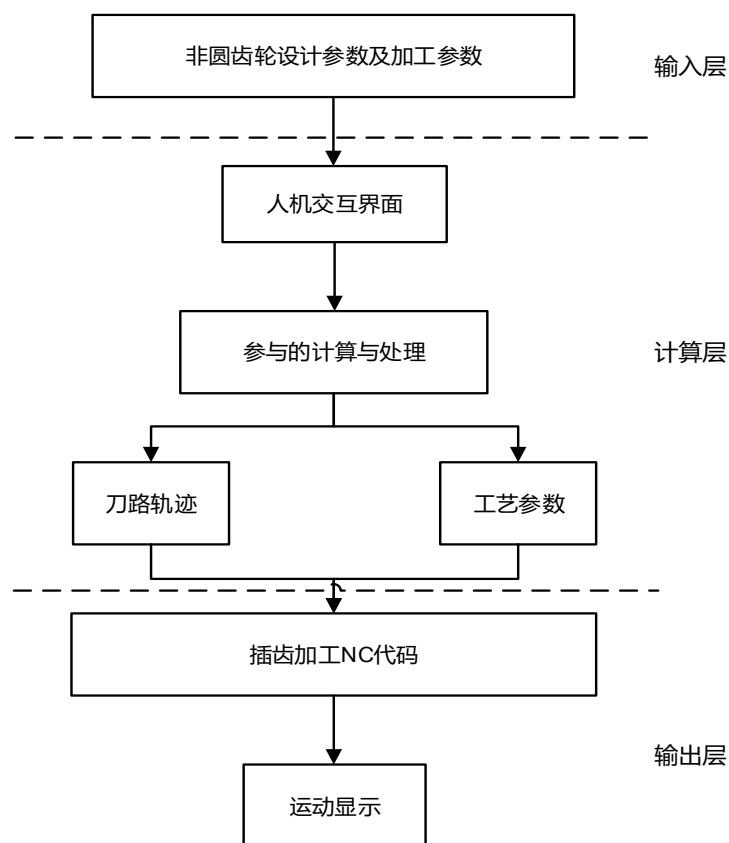 非圆齿轮设计参数及加工参数
输入层
人机交互界面
参与的计算与处理
计算层
刀路轨迹
工艺参数
插齿加工NC代码
输出层
运动显示